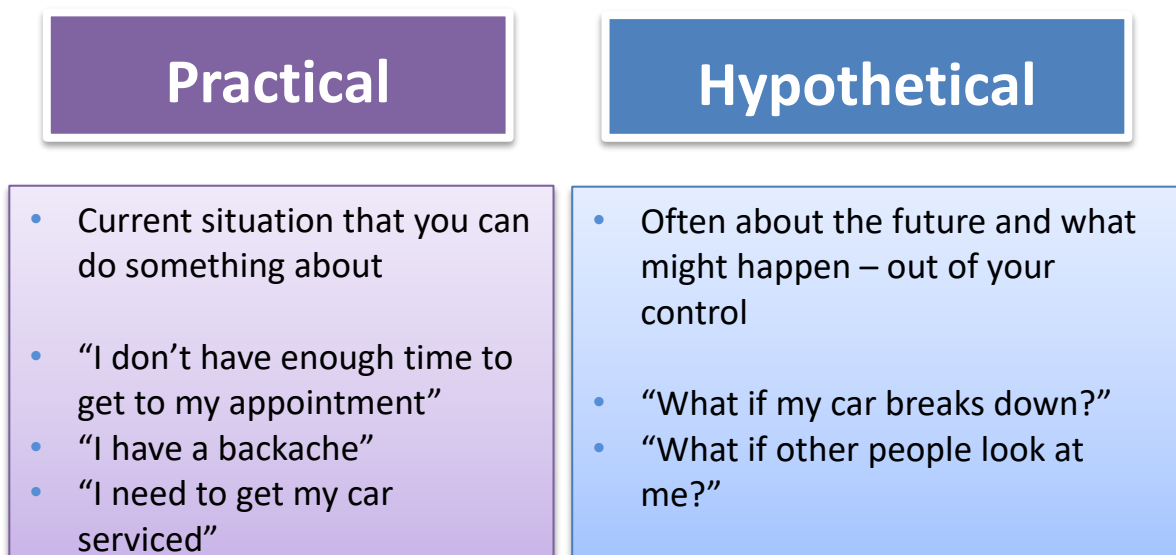 Practical
Hypothetical
• Current situation that you can
do something about
• “I don’t have enough time to
get to my appointment”
• “I have a backache”
• “I need to get my car
serviced”
• Often about the future and what
might happen – out of your
control
• “What if my car breaks down?”
• “What if other people look at
me?”